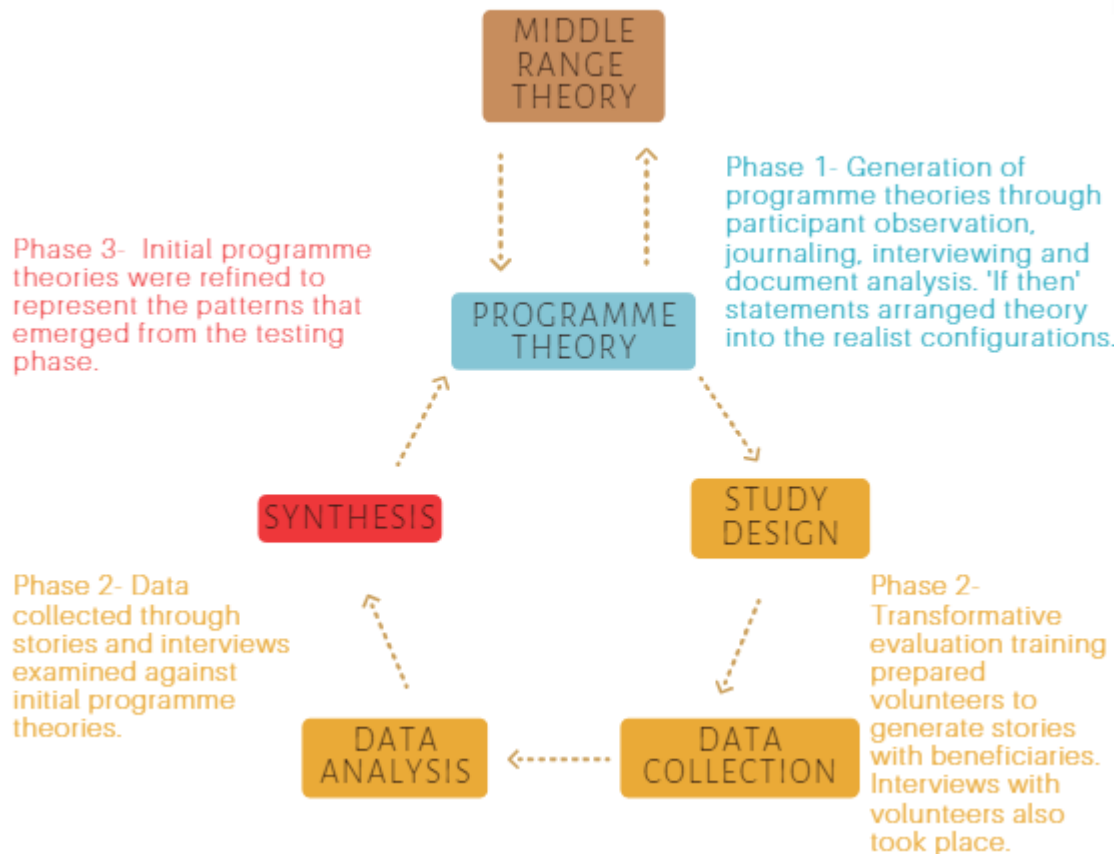 MIDDLE
RANGE
THEORY
Phase 1- Generation of
programme theories through
participant observation,
journaling, interviewing and
document analysis. 'If then'
statements arranged theory
into the realist configurations.
Phase 3-  Initial programme
theories were refined to
represent the patterns that
emerged from the testing
phase.
PROGRAMME
THEORY
SYNTHESIS
STUDY
DESIGN
Phase 2- Data
collected through
stories and interviews
examined against
initial programme
theories.
Phase 2-
Transformative
evaluation training
prepared
volunteers to
generate stories
with beneficiaries.
Interviews with
volunteers also
took place.
DATA
ANALYSIS
DATA
COLLECTION